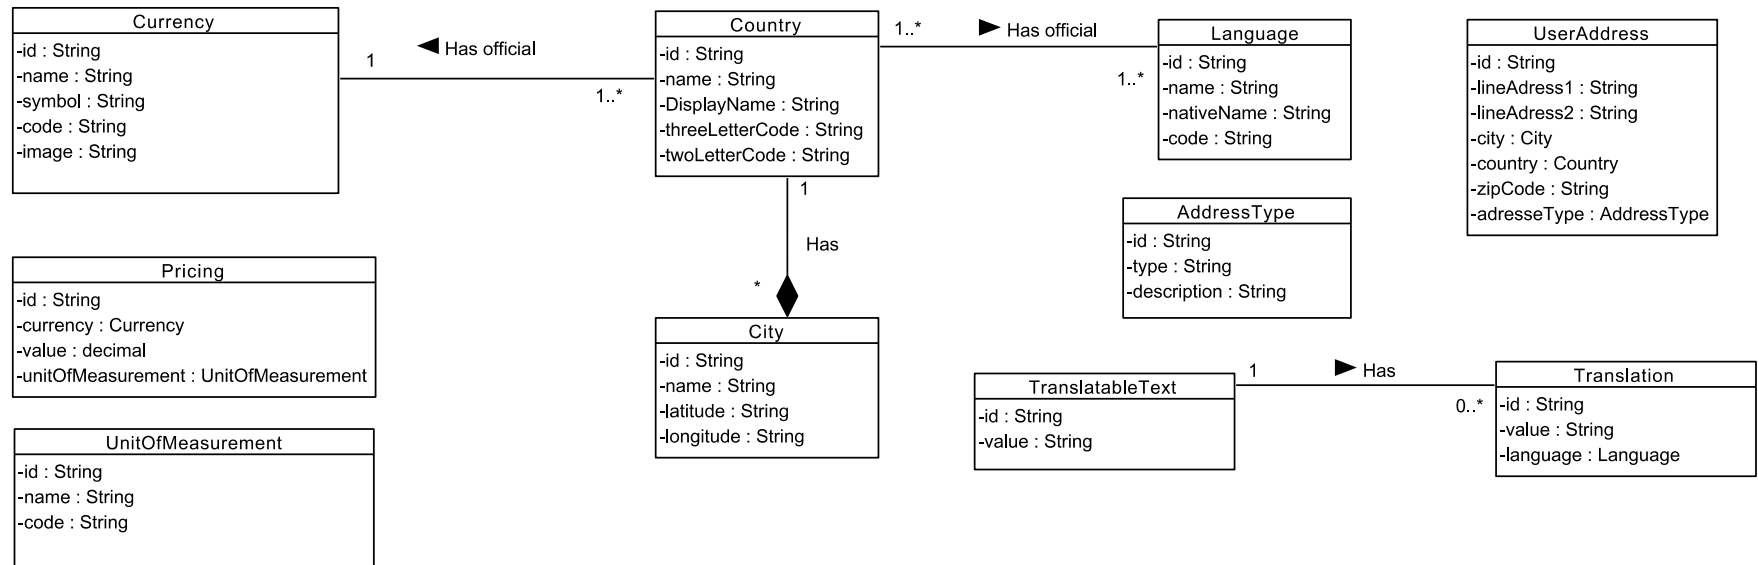 Currency
-id : String
-name : String
-symbol : String
-code : String
-image : String
Has official
1
1..*
Country
-id : String
-name : String
-DisplayName : String
-threeLetterCode : String
-twoLetterCode : String
1..*
Has official
1..*
Language
-id : String
-name : String
-nativeName : String
-code : String
UserAddress
-id : String
-lineAdress1 : String
-lineAdress2 : String
-city : City
-country : Country
-zipCode : String
-adresseType : AddressType
1
Has
*
AddressType
-id : String
-type : String
-description : String
Pricing
-id : String
-currency : Currency
-value : decimal
-unitOfMeasurement : UnitOfMeasurement
City
-id : String
-name : String
-latitude : String
-longitude : String
TranslatableText
-id : String
-value : String
1
Has
0..*
Translation
-id : String
-value : String
-language : Language
UnitOfMeasurement
-id : String
-name : String
-code : String